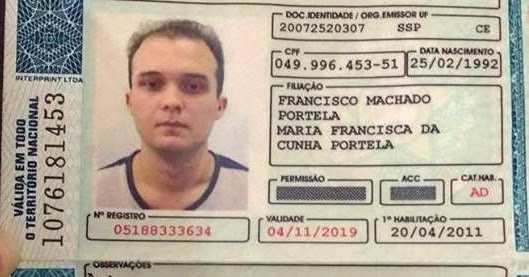 DOC. IDENTIDADE / ORG. EMISSOR UF
20072520307 SSP CE
CPF DATA NASCIMENTO
049.996.453-51 25/02/1992
FILIAÇÃO
FRANCISCO MACHADO
PORTELA
MARIA FRANCISCA DA
CUNHA PORTELA
PERMISSÃO ACC CAT. HAB.
AD
Nº REGISTRO VALIDADE 1ª HABILITAÇÃO
05188333634 04/11/2019 20/04/2011
OBSERVAÇÕES
INTERPRINT LTDA.
VÁLIDA EM TODO
O TERRITÓRIO NACIONAL
1076181453